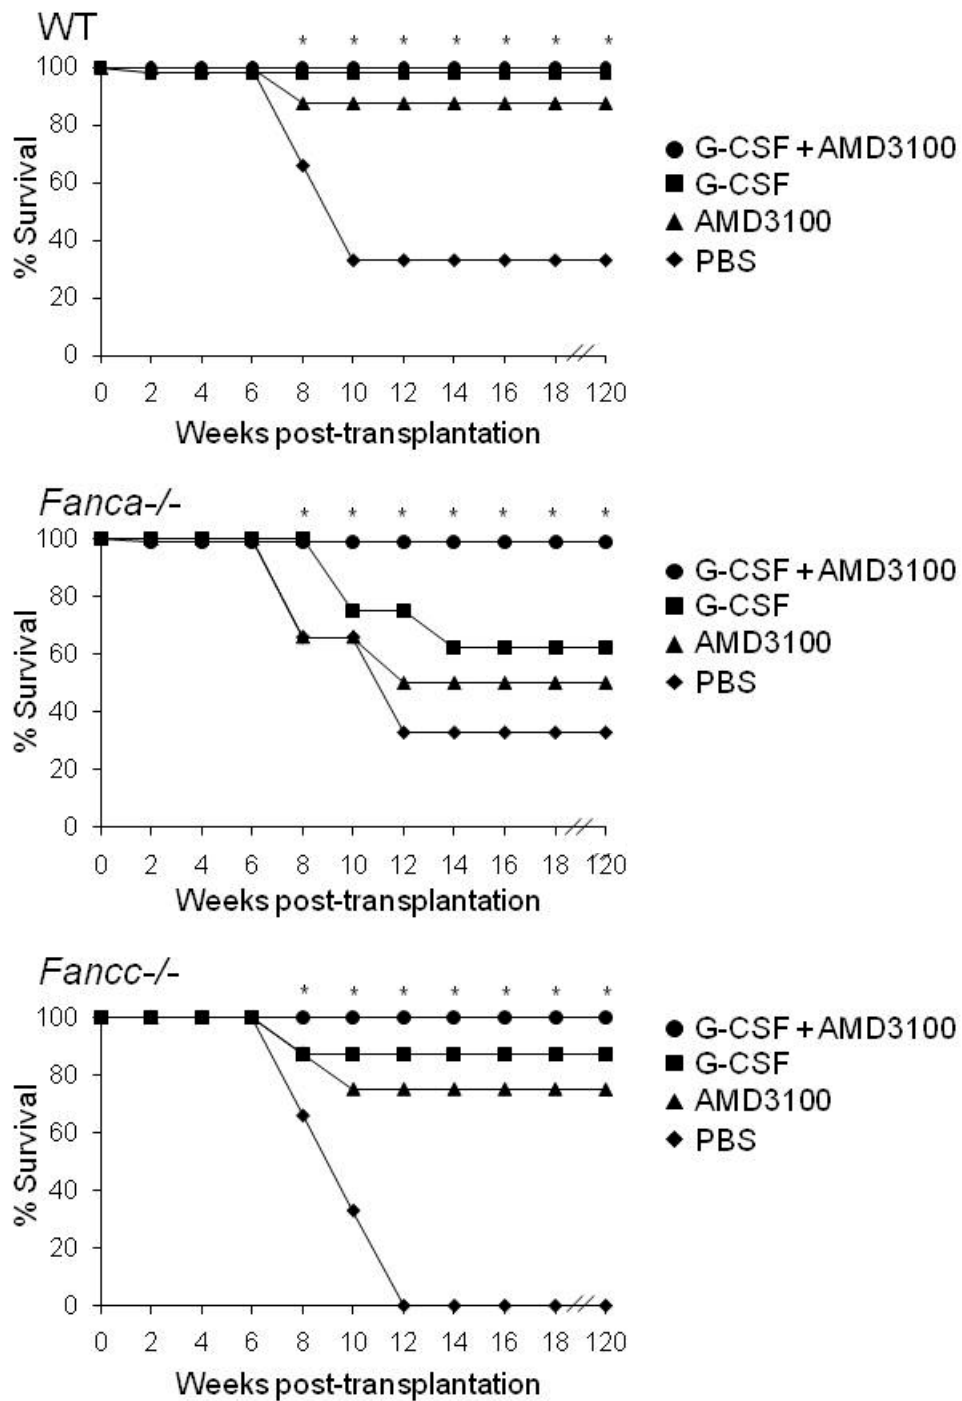 WT
* * * * * * *
100
80
60
40
20
0
% Survival
0 2 4 6 8 10 12 14 16 18 120
Weeks post-transplantation
G-CSF + AMD3100
G-CSF
AMD3100
PBS
Fanca-/-
* * * * * * *
100
80
60
40
20
0
% Survival
0 2 4 6 8 10 12 14 16 18 120
Weeks post-transplantation
G-CSF + AMD3100
G-CSF
AMD3100
PBS
Fancc-/-
* * * * * * *
100
80
60
40
20
0
% Survival
0 2 4 6 8 10 12 14 16 18 120
Weeks post-transplantation
G-CSF + AMD3100
G-CSF
AMD3100
PBS